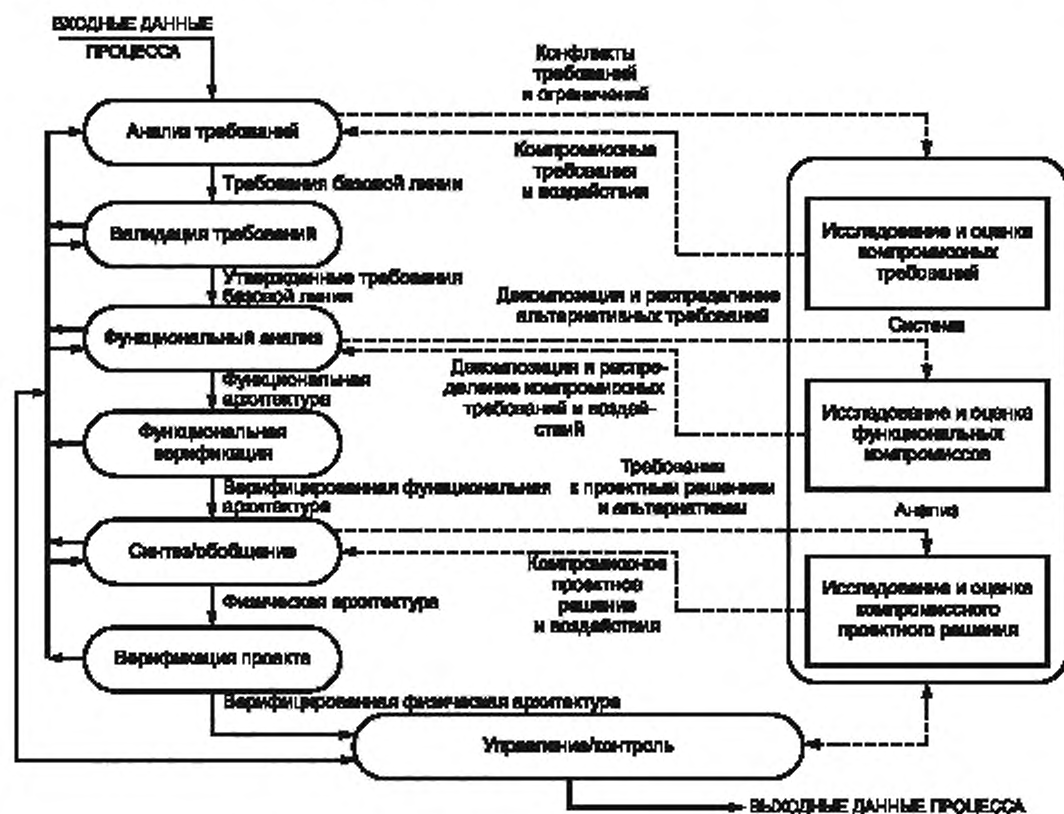 ВХОДНЫЕ ДАННЫЕ
ПРОЦЕССА
Конфликты
требований
и ограничений
Анализ требований
Компромиссные
требования
и воздействия
Требования базовой линии
Валидация требований
Исследование и оценка
компромиссных
требований
Утвержденные требования
базовой линия
Декомпозиция и распределение
альтернативных требований
Система
Функциональный анализ
Декомпозиция и распре-
деление компромиссных
требований и воздей-
ствий
Функциональная
архитектура
Исследование и оценка
функциональных
компромиссов
Функциональная
верификация
Требования
к проектным решениям
и альтернативам
Верифицированная функциональная
архитектура
Анализ
Синтез/обобщение
Компромиссное
проектное
решение
и воздействия
Исследование и оценка
компромиссного
проектного решения
Физическая архитектура
Верификация проекта
Верифицированная физическая архитектура
Управление/контроль
ВЫХОДНЫЕ ДАННЫЕ ПРОЦЕССА